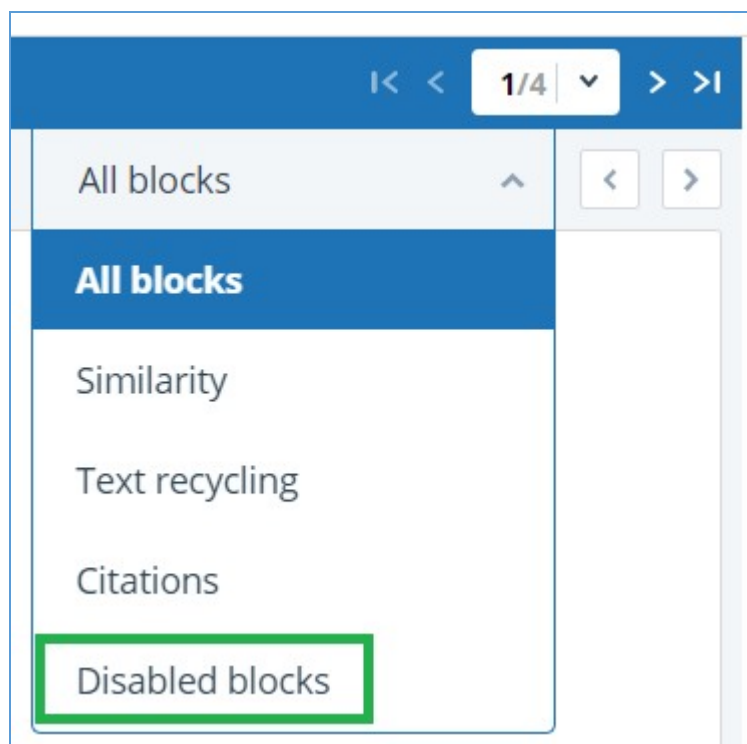 1/4
All blocks
All blocks
Similarity
Text recycling
Citations
Disabled blocks